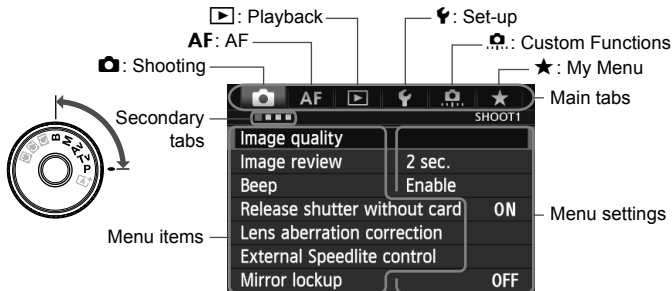 ▶: Playback
AF: AF
: Shooting
: Set-up
: Custom Functions
★: My Menu
Main tabs
Secondary tabs
AF
SHOOT1
Image quality
Image review 2 sec.
Beep Enable
Release shutter without card ON
Lens aberration correction
External Speedlite control
Mirror lockup OFF
Menu items
Menu settings
B
M
Av
Tv
P
A+